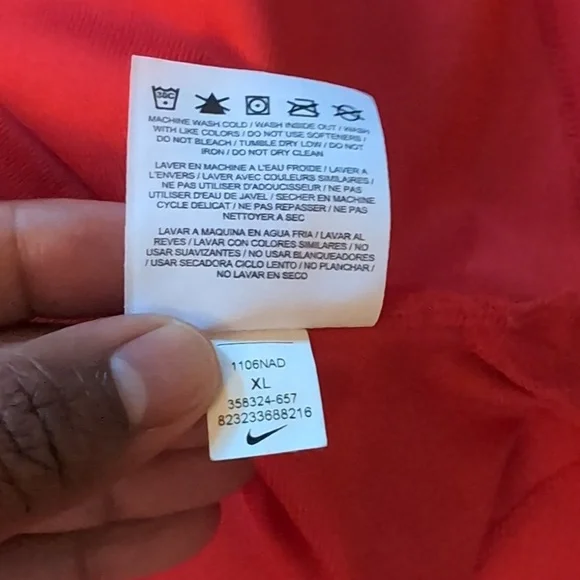 30C
MACHINE WASH COLD / WASH INSIDE OUT / WASH
WITH LIKE COLORS / DO NOT USE SOFTENERS /
DO NOT BLEACH / TUMBLE DRY LOW / DO NOT
IRON / DO NOT DRY CLEAN
LAVER EN MACHINE A L'EAU FROIDE / LAVER A
L'ENVERS / LAVER AVEC COULEURS SIMILAIRES /
NE PAS UTILISER D'ADOUCISSEUR / NE PAS
UTILISER D'EAU DE JAVEL / SECHER EN MACHINE
CYCLE DELICAT / NE PAS REPASSER / NE PAS
NETTOYER A SEC
LAVAR A MAQUINA EN AGUA FRIA / LAVAR AL
REVES / LAVAR CON COLORES SIMILARES / NO
USAR SUAVIZANTES / NO USAR BLANQUEADORES
/ USAR SECADORA CICLO LENTO / NO PLANCHAR /
NO LAVAR EN SECO
1106NAD
XL
358324-657
823233688216